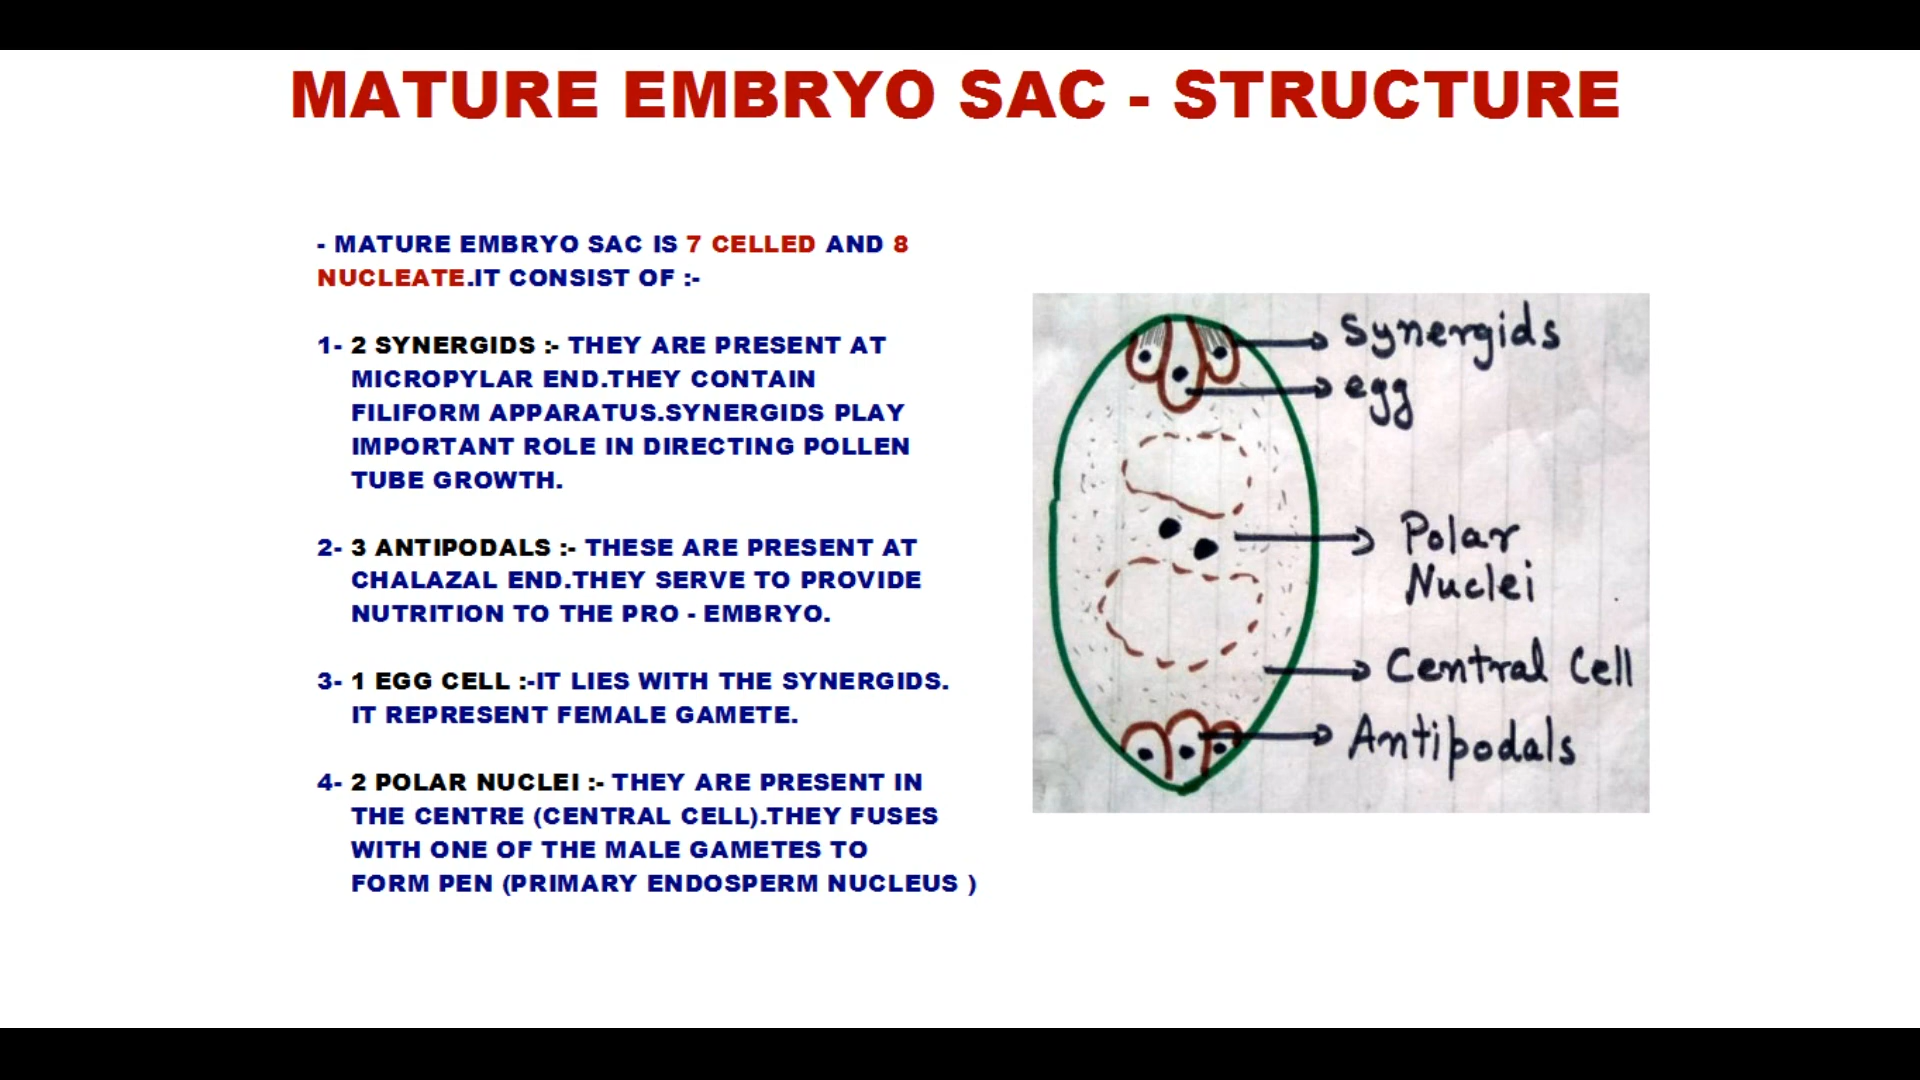 MATURE EMBRYO SAC - STRUCTURE
- MATURE EMBRYO SAC IS 7 CELLED AND 8
NUCLEATE.IT CONSIST OF :-
1- 2 SYNERGIDS :- THEY ARE PRESENT AT
MICROPYLAR END.THEY CONTAIN
FILIFORM APPARATUS.SYNERGIDS PLAY
IMPORTANT ROLE IN DIRECTING POLLEN
TUBE GROWTH.
2- 3 ANTIPODALS :- THESE ARE PRESENT AT
CHALAZAL END.THEY SERVE TO PROVIDE
NUTRITION TO THE PRO - EMBRYO.
3- 1 EGG CELL :-IT LIES WITH THE SYNERGIDS.
IT REPRESENT FEMALE GAMETE.
4- 2 POLAR NUCLEI :- THEY ARE PRESENT IN
THE CENTRE (CENTRAL CELL).THEY FUSES
WITH ONE OF THE MALE GAMETES TO
FORM PEN (PRIMARY ENDOSPERM NUCLEUS )
Synergids
egg
Polar
Nuclei
Central Cell
Antipodals